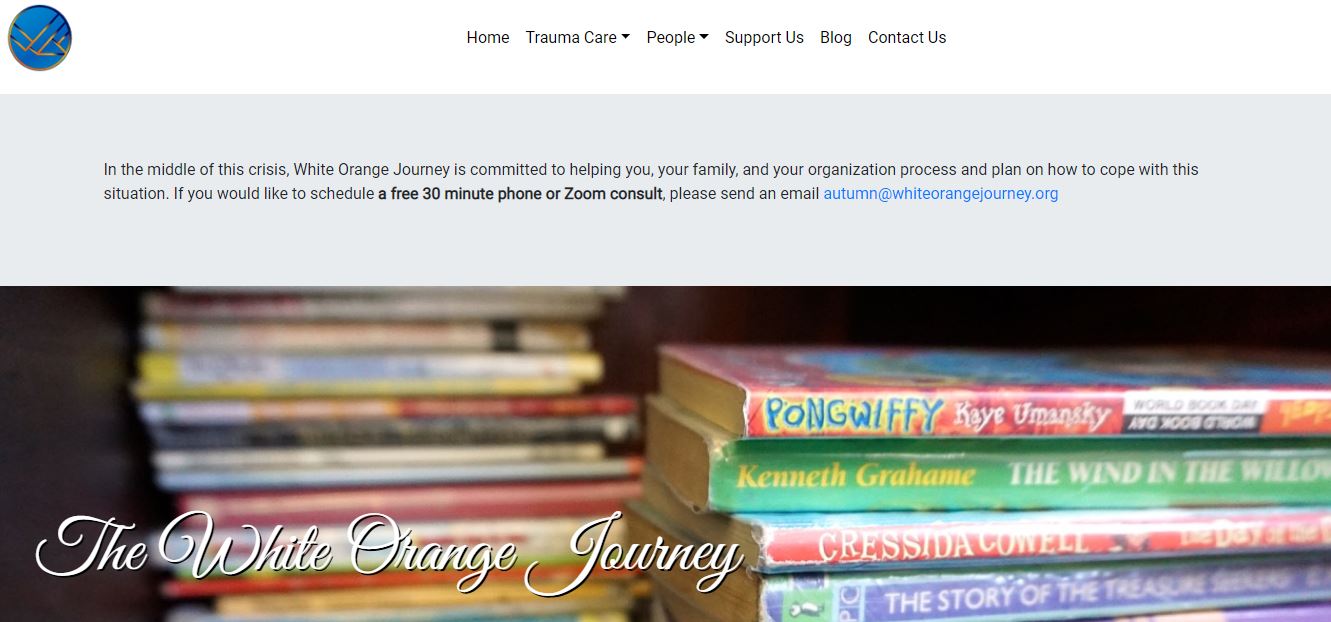 Home Trauma Care People Support Us Blog Contact Us
In the middle of this crisis, White Orange Journey is committed to helping you, your family, and your organization process and plan on how to cope with this
situation. If you would like to schedule a free 30 minute phone or Zoom consult, please send an email autumn@whiteorangejourney.org
PONGWIFFY Kaye Umansky WORLD BOOK DAY
WORLD BOOK DAY
Kenneth Grahame THE WIND IN THE WILLOW
CRESSIDA COWELL The Day of the
THE STORY OF THE TREASURE SEEKERS
The White Orange Journey